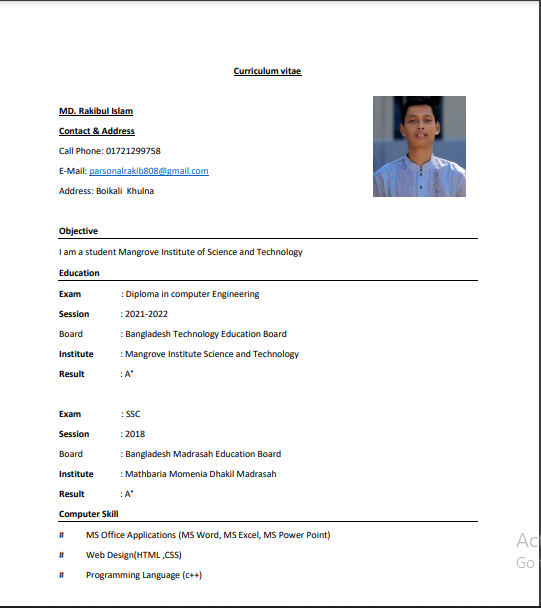 Curriculum vitae
MD. Rakibul Islam
Contact & Address
Call Phone: 01721299758
E-Mail: parsonalrakib808@gmail.com
Address: Boikali Khulna
Objective
I am a student Mangrove Institute of Science and Technology
Education
Exam : Diploma in computer Engineering
Session : 2021-2022
Board : Bangladesh Technology Education Board
Institute : Mangrove Institute Science and Technology
Result : A⁺
Exam : SSC
Session : 2018
Board : Bangladesh Madrasah Education Board
Institute : Mathbaria Momenia Dhakil Madrasah
Result : A⁺
Computer Skill
# MS Office Applications (MS Word, MS Excel, MS Power Point)
# Web Design(HTML ,CSS)
# Programming Language (c++)
Go